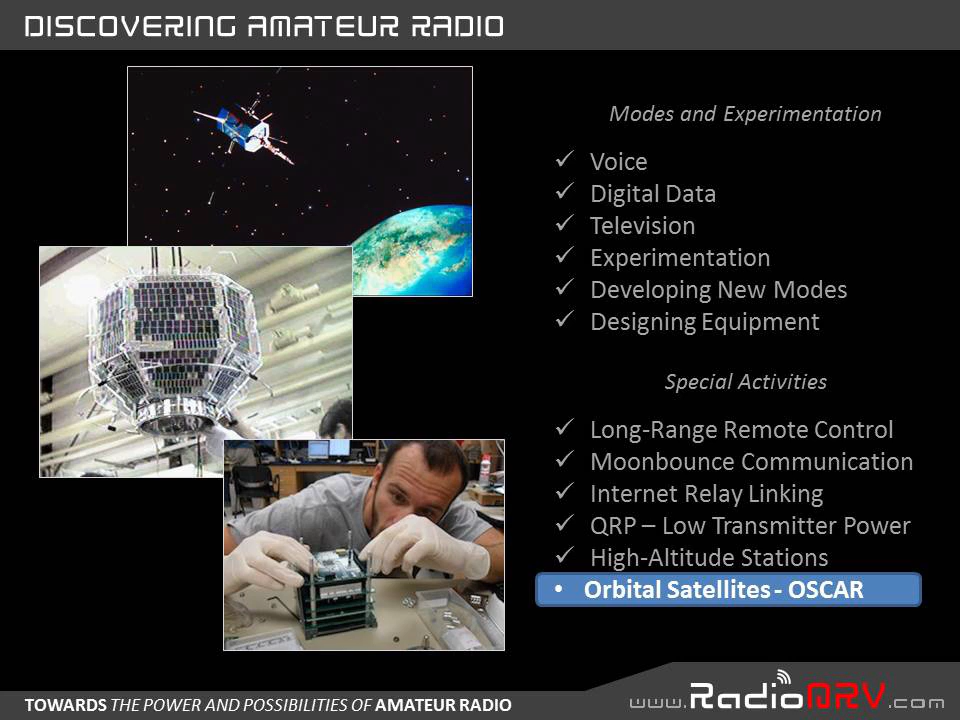 DISCOVERING AMATEUR RADIO
Modes and Experimentation
✓ Voice
✓ Digital Data
✓ Television
✓ Experimentation
✓ Developing New Modes
✓ Designing Equipment
Special Activities
✓ Long-Range Remote Control
✓ Moonbounce Communication
✓ Internet Relay Linking
✓ QRP – Low Transmitter Power
✓ High-Altitude Stations
• Orbital Satellites - OSCAR
TOWARDS THE POWER AND POSSIBILITIES OF AMATEUR RADIO
www.RadioQRV.com